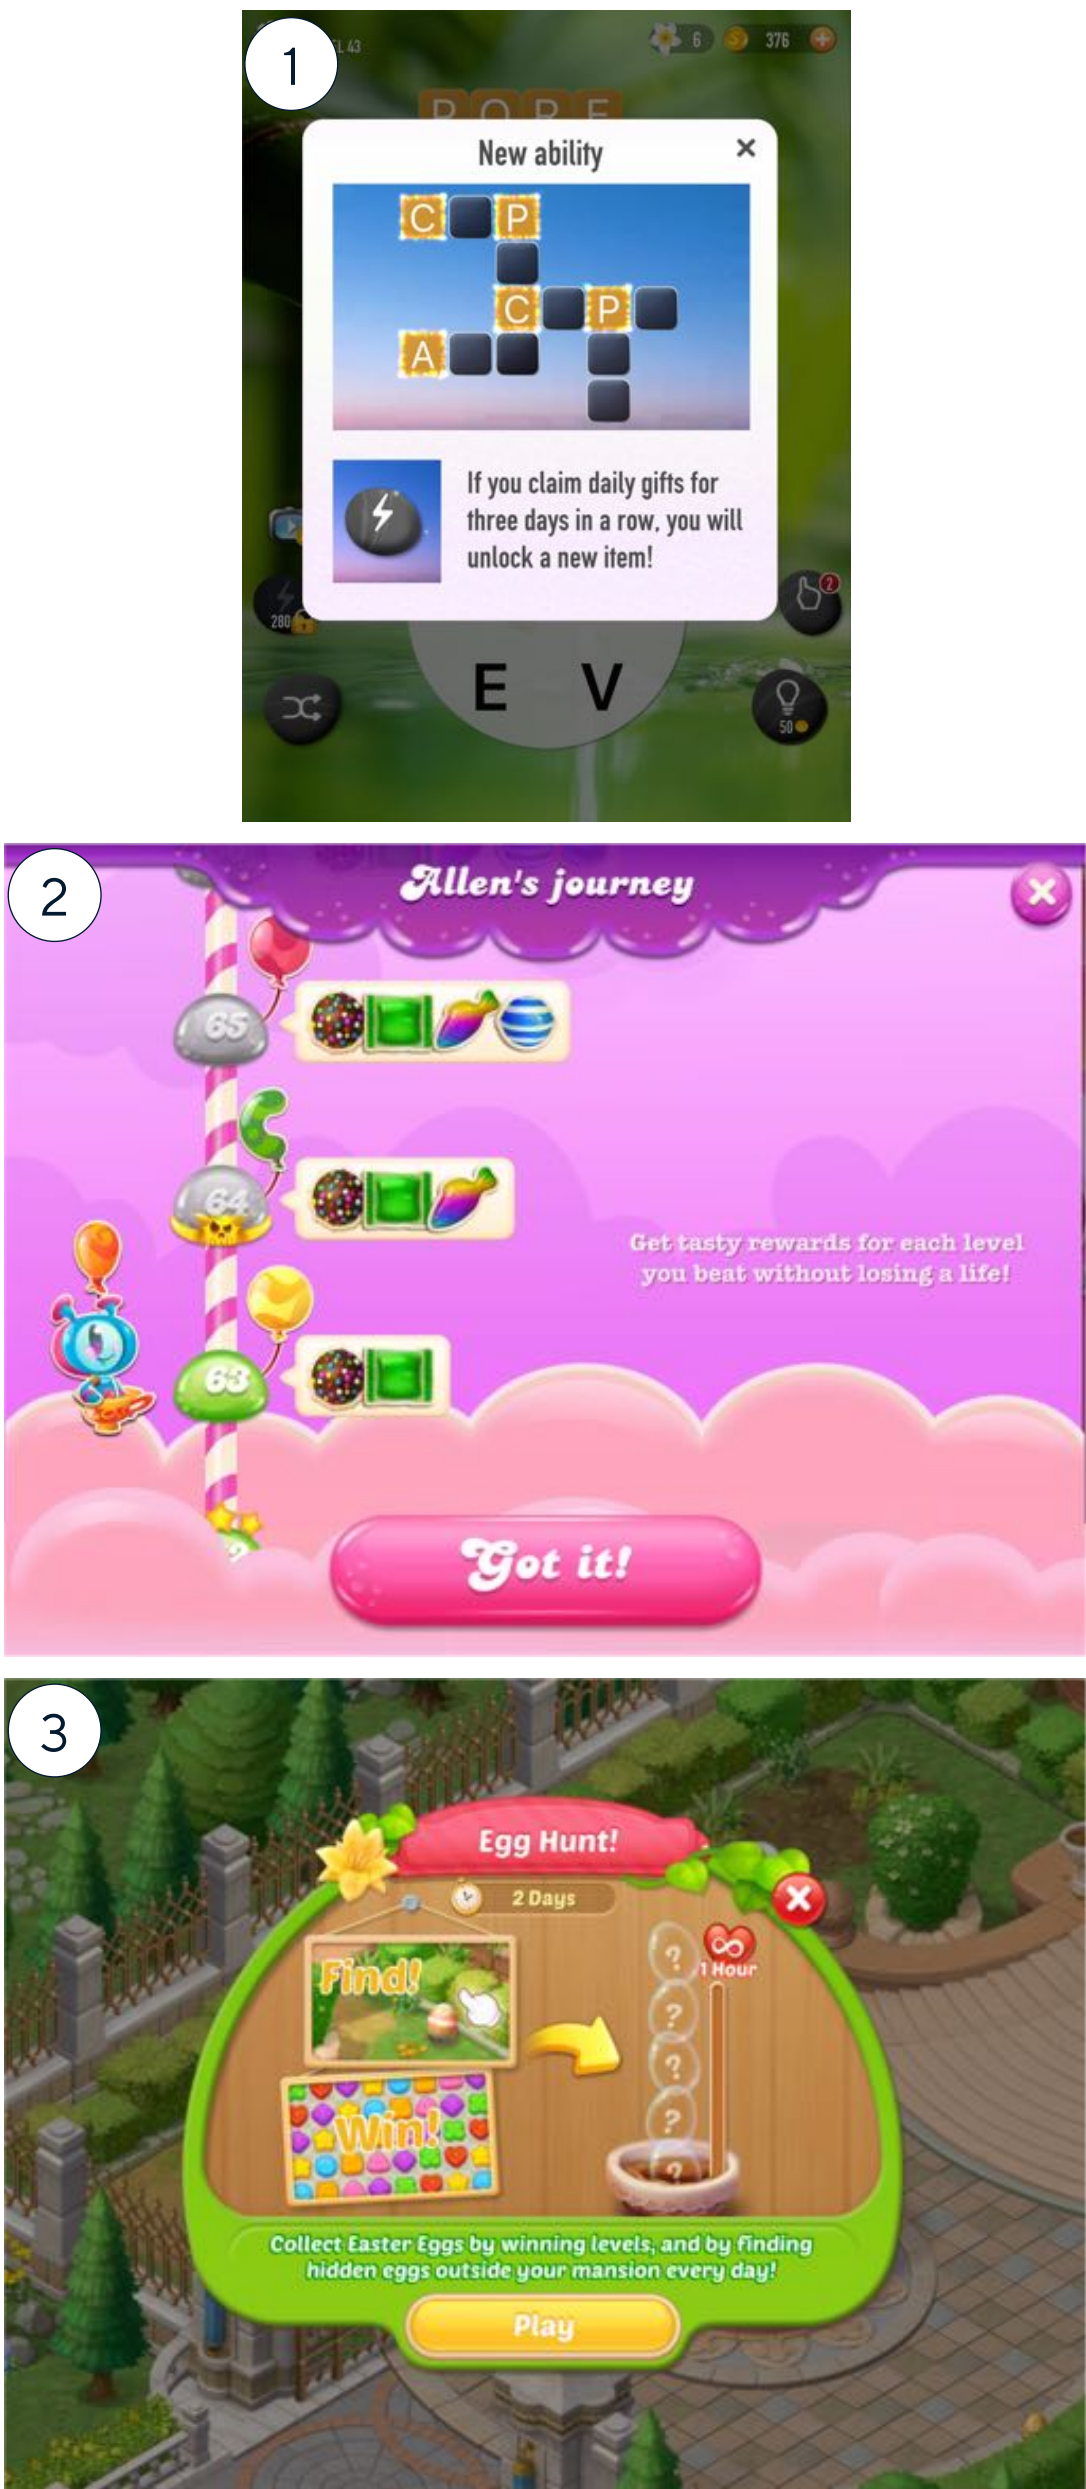 1
L 43
6
376
P O R E
New ability
C P
C P
A
If you claim daily gifts for
three days in a row, you will
unlock a new item!
280
2
E V
50
2
Allen's journey
65
64
Get tasty rewards for each level
you beat without losing a life!
63
Got it!
3
Egg Hunt!
2 Days
Find!
?
1 Hour
?
?
Win!
?
?
Collect Easter Eggs by winning levels, and by finding
hidden eggs outside your mansion every day!
Play